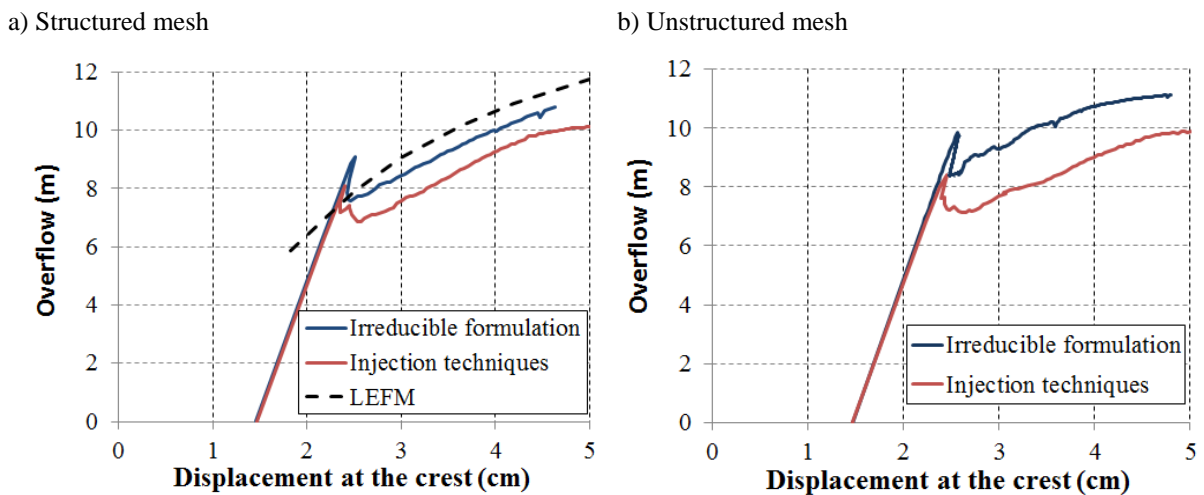 a) Structured mesh
b) Unstructured mesh
12
10
8
6
4
2
0
Overflow (m)
Irreducible formulation
Injection techniques
LEFM
0 1 2 3 4 5
Displacement at the crest (cm)
12
10
8
6
4
2
0
Overflow (m)
Irreducible formulation
Injection techniques
0 1 2 3 4 5
Displacement at the crest (cm)